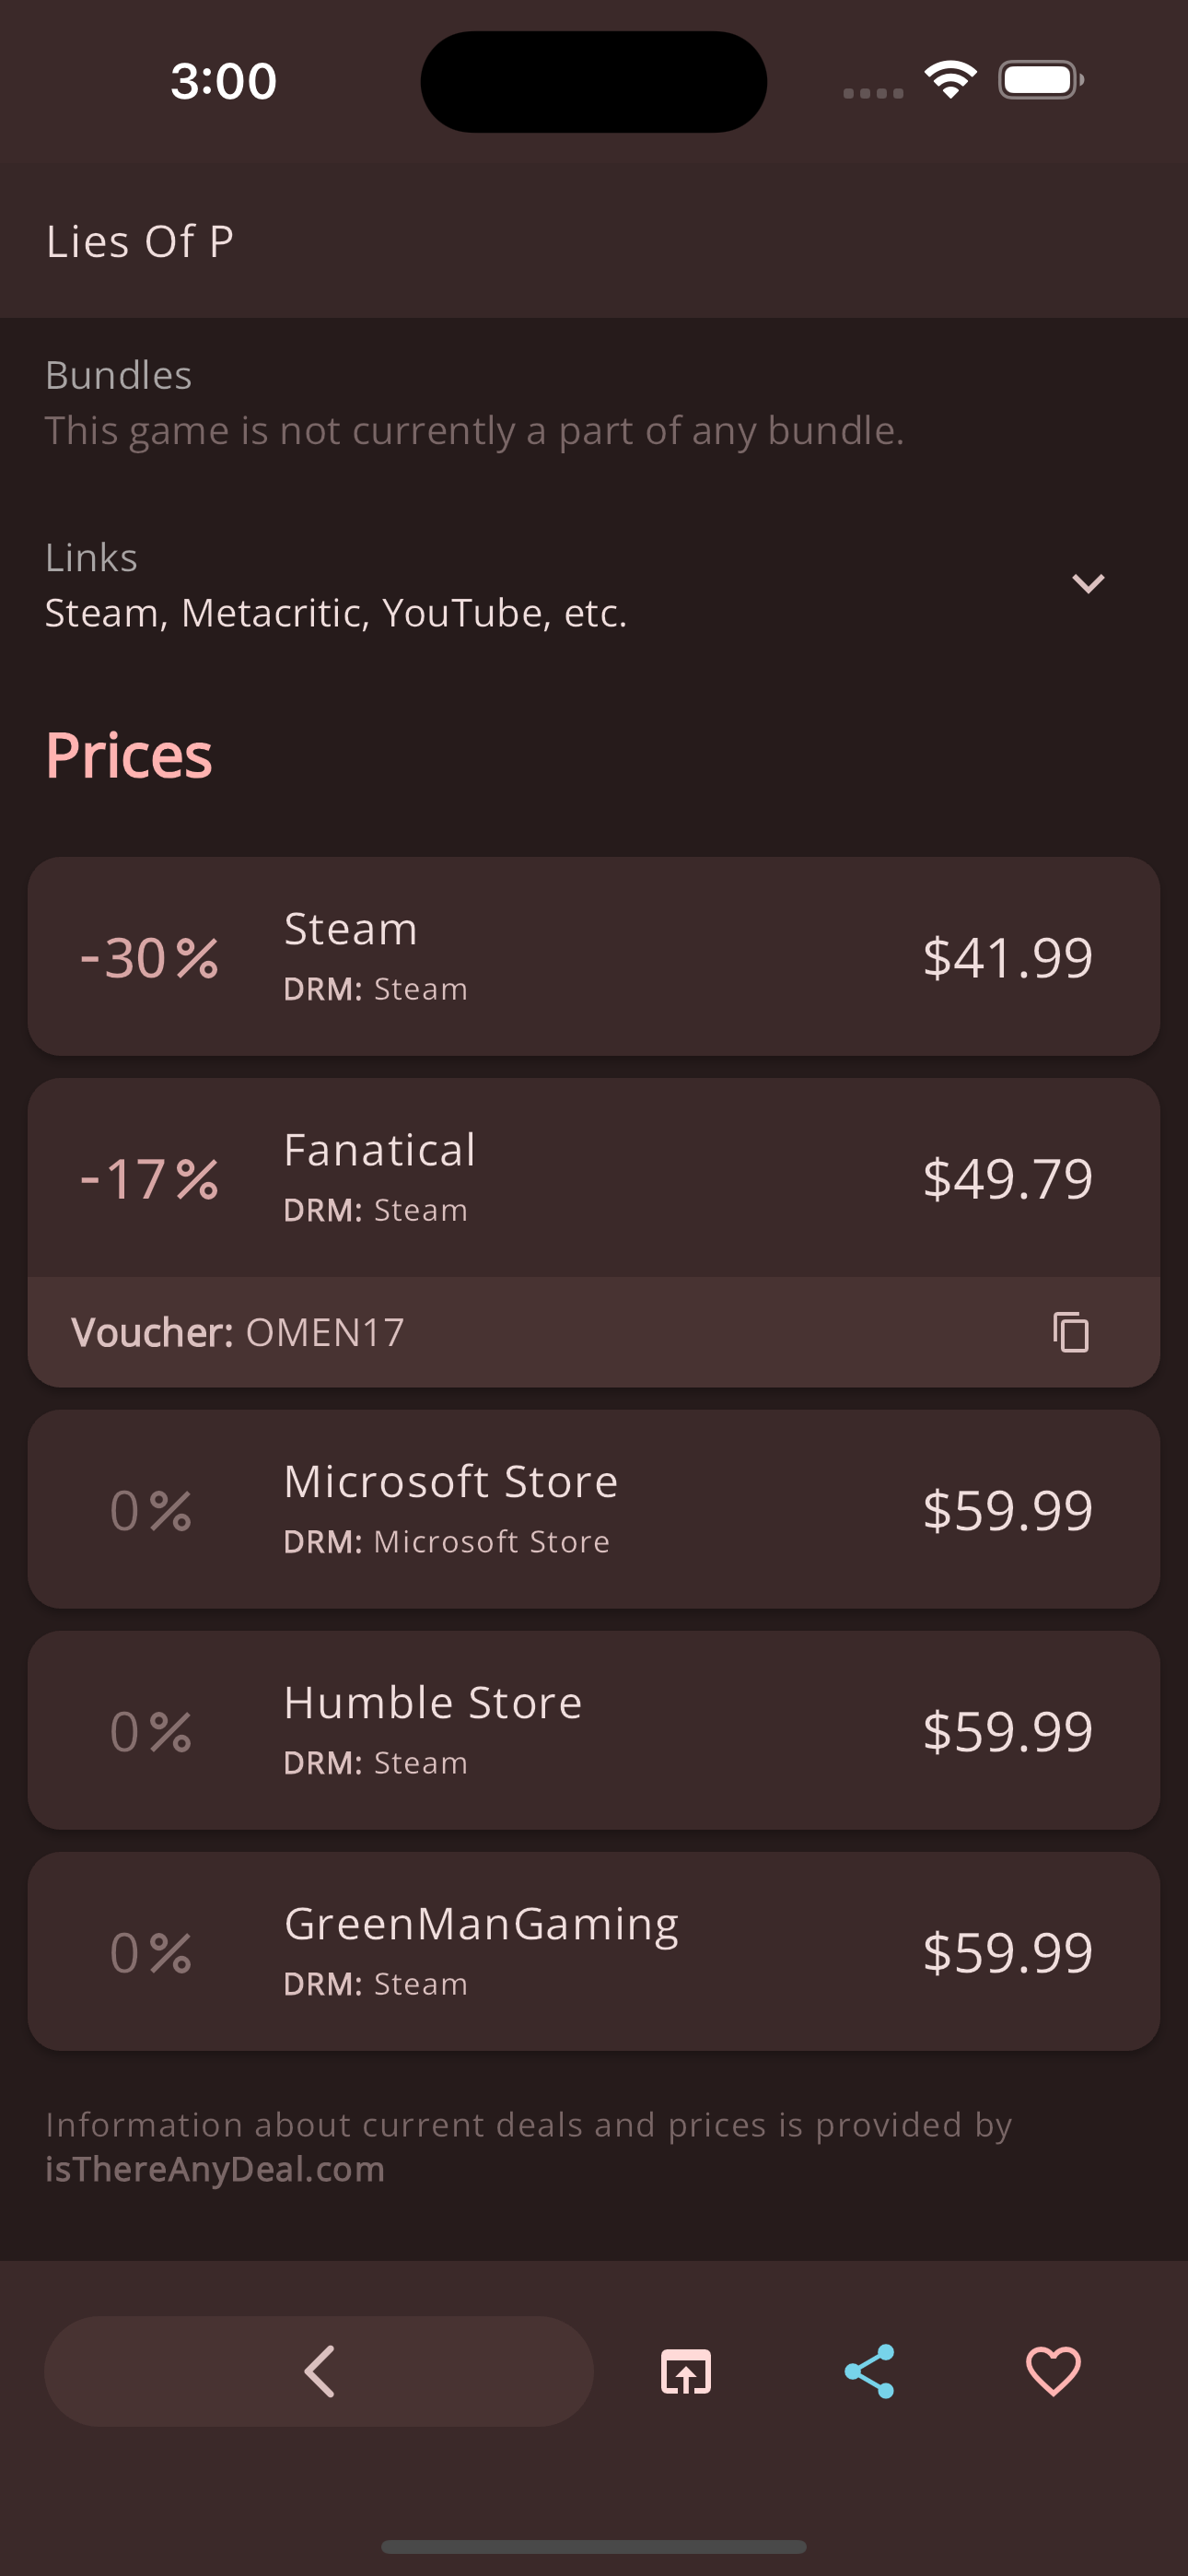 3:00
Lies Of P
Bundles
This game is not currently a part of any bundle.
Links
Steam, Metacritic, YouTube, etc.
Prices
-30%
Steam
DRM: Steam
$41.99
-17%
Fanatical
DRM: Steam
$49.79
Voucher: OMEN17
0%
Microsoft Store
DRM: Microsoft Store
$59.99
0%
Humble Store
DRM: Steam
$59.99
0%
GreenManGaming
DRM: Steam
$59.99
Information about current deals and prices is provided by
isThereAnyDeal.com